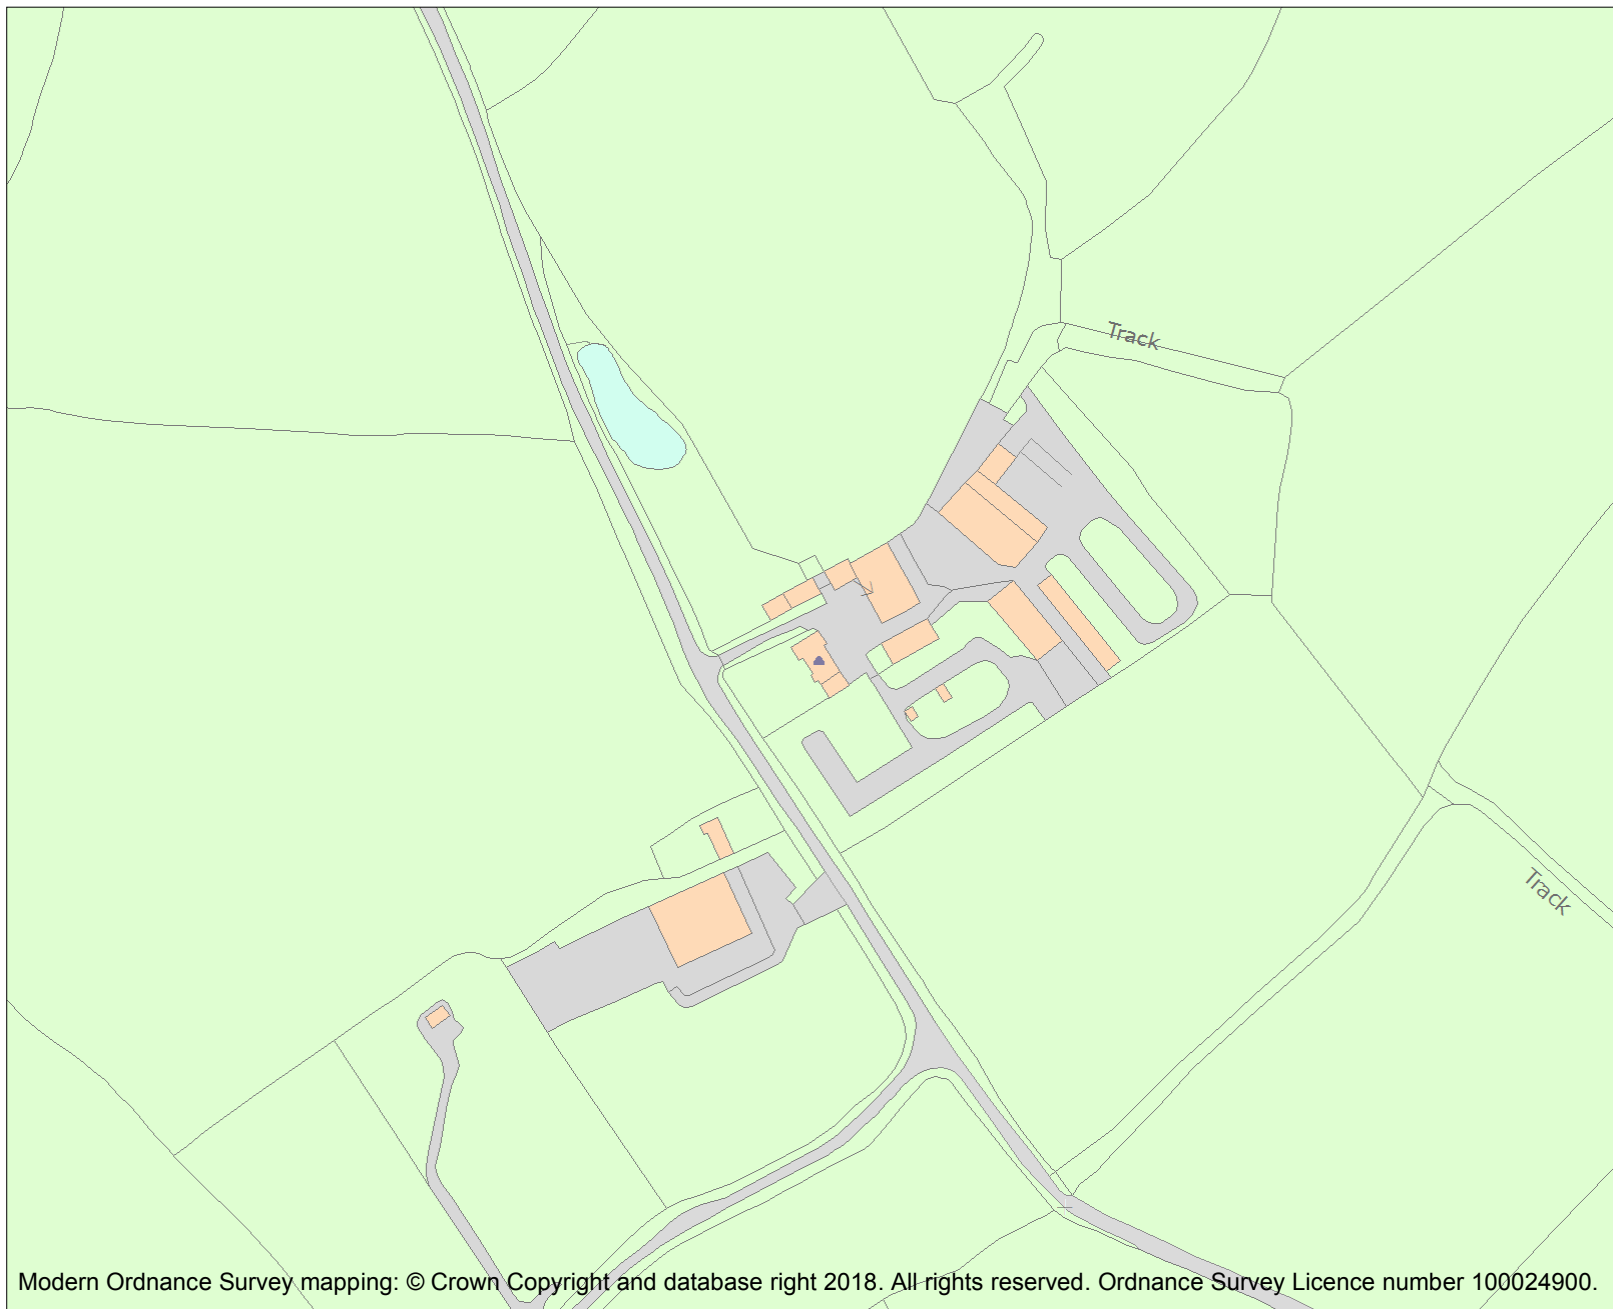 Track
Track
Modern Ordnance Survey mapping: © Crown Copyright and database right 2018. All rights reserved. Ordnance Survey Licence number 100024900.